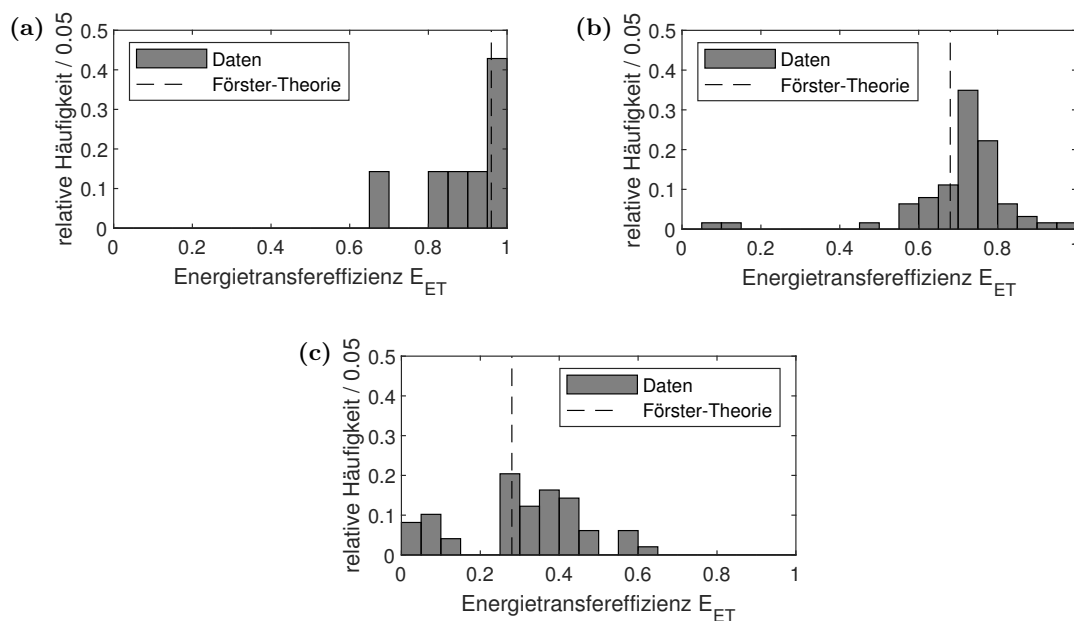 (a)
relative Häufigkeit / 0.05
0.5
0.4
0.3
0.2
0.1
0
Daten
Förster-Theorie
0 0.2 0.4 0.6 0.8 1
Energietransfereffizienz E_ET
(b)
relative Häufigkeit / 0.05
0.5
0.4
0.3
0.2
0.1
0
Daten
Förster-Theorie
0 0.2 0.4 0.6 0.8 1
Energietransfereffizienz E_ET
(c)
relative Häufigkeit / 0.05
0.5
0.4
0.3
0.2
0.1
0
Daten
Förster-Theorie
0 0.2 0.4 0.6 0.8 1
Energietransfereffizienz E_ET